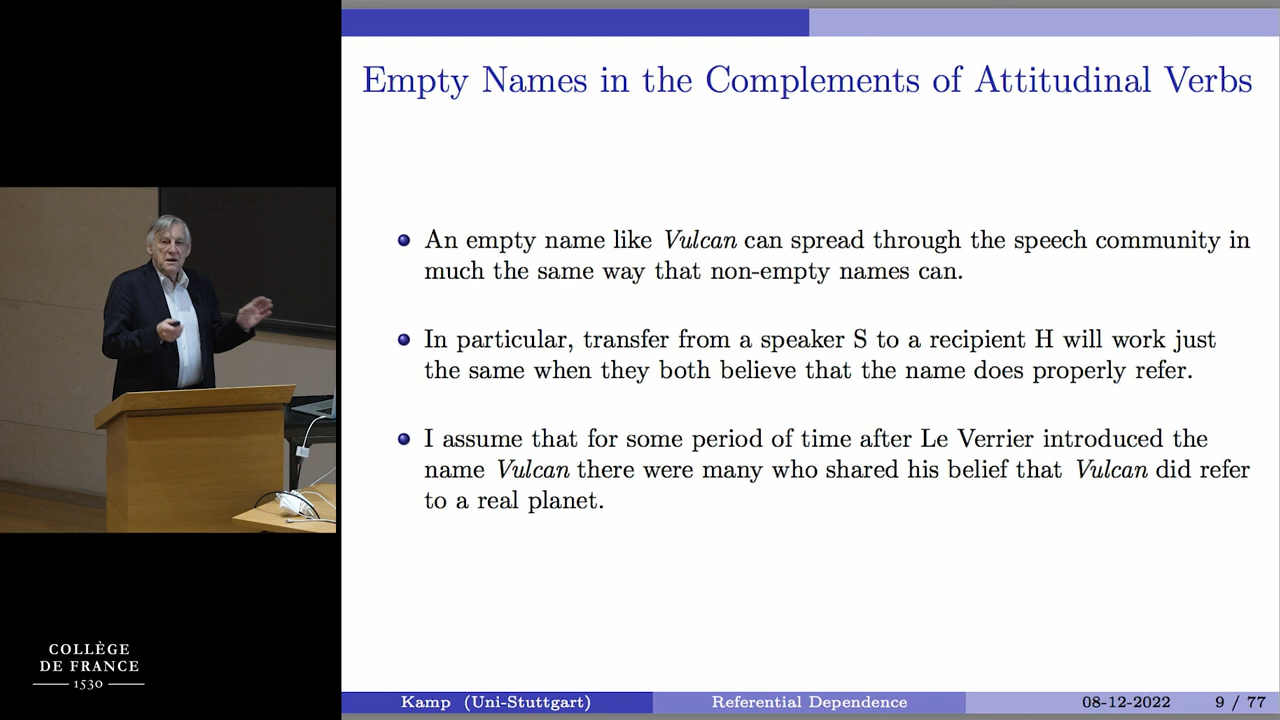 Empty Names in the Complements of Attitudinal Verbs
An empty name like Vulcan can spread through the speech community in
much the same way that non-empty names can.
In particular, transfer from a speaker S to a recipient H will work just
the same when they both believe that the name does properly refer.
I assume that for some period of time after Le Verrier introduced the
name Vulcan there were many who shared his belief that Vulcan did refer
to a real planet.
COLLÈGE
DE FRANCE
1530
Kamp (Uni-Stuttgart) Referential Dependence 08-12-2022 9 / 77